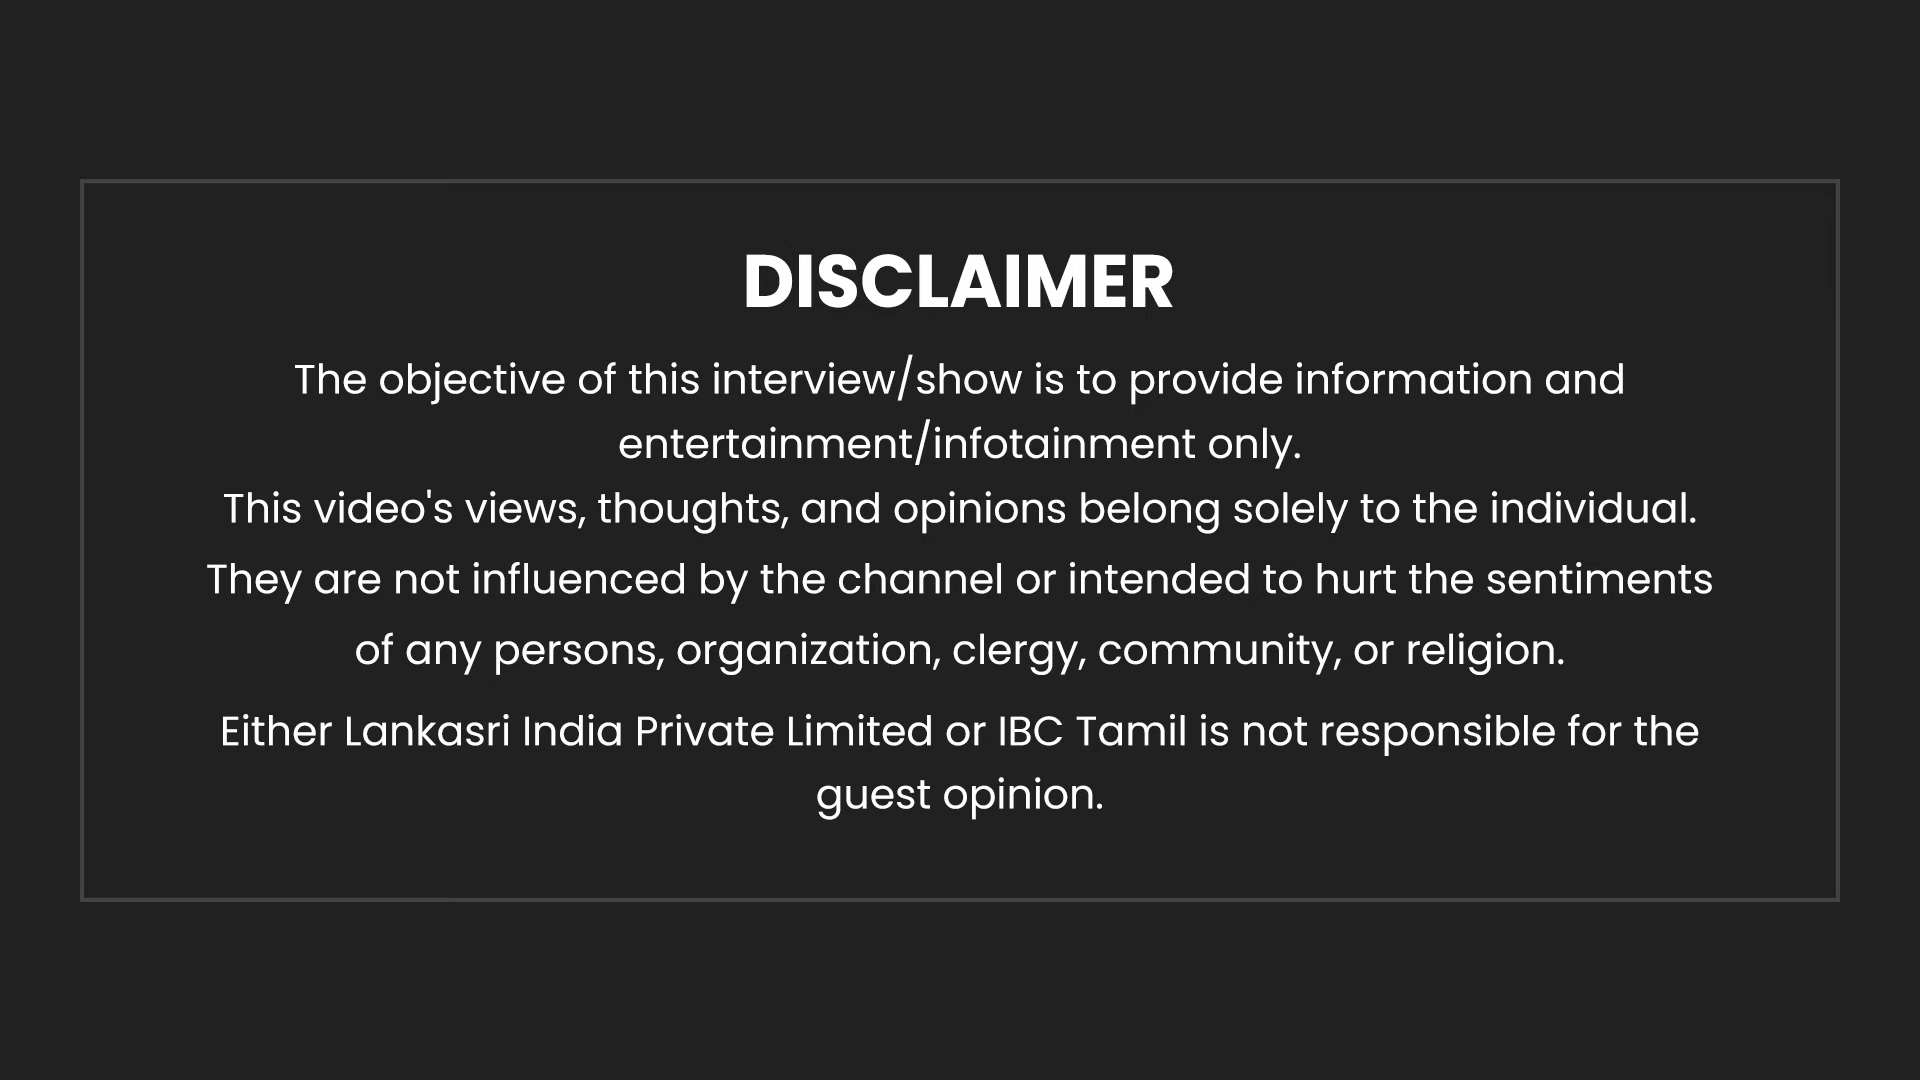 DISCLAIMER
The objective of this interview/show is to provide information and
entertainment/infotainment only.
This video's views, thoughts, and opinions belong solely to the individual.
They are not influenced by the channel or intended to hurt the sentiments
of any persons, organization, clergy, community, or religion.
Either Lankasri India Private Limited or IBC Tamil is not responsible for the
guest opinion.